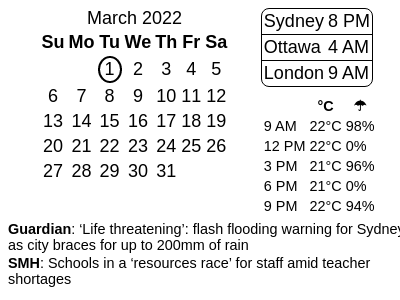 March 2022
Su Mo Tu We Th Fr Sa
1 2 3 4 5
6 7 8 9 10 11 12
13 14 15 16 17 18 19
20 21 22 23 24 25 26
27 28 29 30 31
Sydney 8 PM
Ottawa 4 AM
London 9 AM
°C ☂
9 AM 22°C 98%
12 PM 22°C 0%
3 PM 21°C 96%
6 PM 21°C 0%
9 PM 22°C 94%
Guardian: ‘Life threatening’: flash flooding warning for Sydney
as city braces for up to 200mm of rain
SMH: Schools in a ‘resources race’ for staff amid teacher
shortages